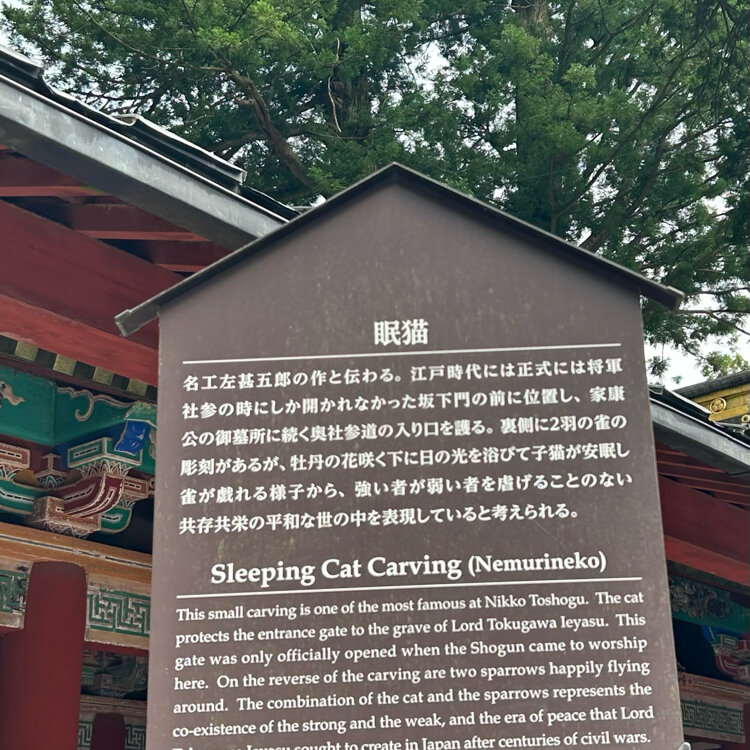 眠猫
名工左甚五郎の作と伝わる。江戸時代には正式には将軍
社参の時にしか開かれなかった坂下門の前に位置し、家康
公の御墓所に続く奥社参道の入り口を護る。裏側に2羽の雀の
彫刻があるが、牡丹の花咲く下に日の光を浴びて子猫が安眠し
雀が戯れる様子から、強い者が弱い者を虐げることのない
共存共栄の平和な世の中を表現していると考えられる。
Sleeping Cat Carving (Nemurineko)
This small carving is one of the most famous at Nikko Toshogu. The cat
protects the entrance gate to the grave of Lord Tokugawa Ieyasu. This
gate was only officially opened when the Shogun came to worship
here. On the reverse of the carving are two sparrows happily flying
around. The combination of the cat and the sparrows represents the
co-existence of the strong and the weak, and the era of peace that Lord
Ieyasu sought to create in Japan after centuries of civil wars.